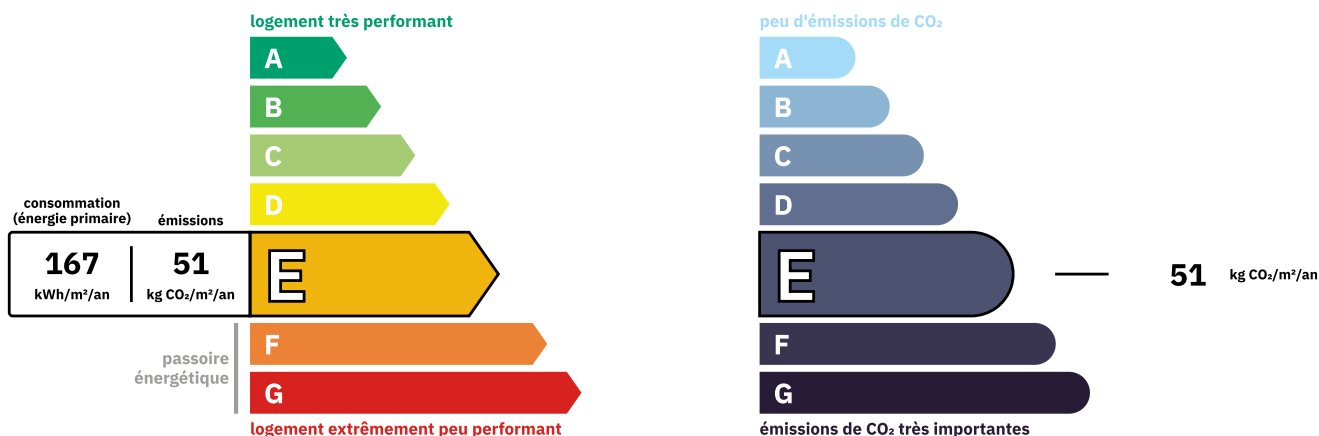 logement très performant
A
B
C
D
consommation
(énergie primaire)
émissions
167
kWh/m²/an
51
kg CO₂/m²/an
E
F
passoire
énergétique
G
logement extrêmement peu performant
peu d'émissions de CO₂
A
B
C
D
E
51
kg CO₂/m²/an
F
G
émissions de CO₂ très importantes